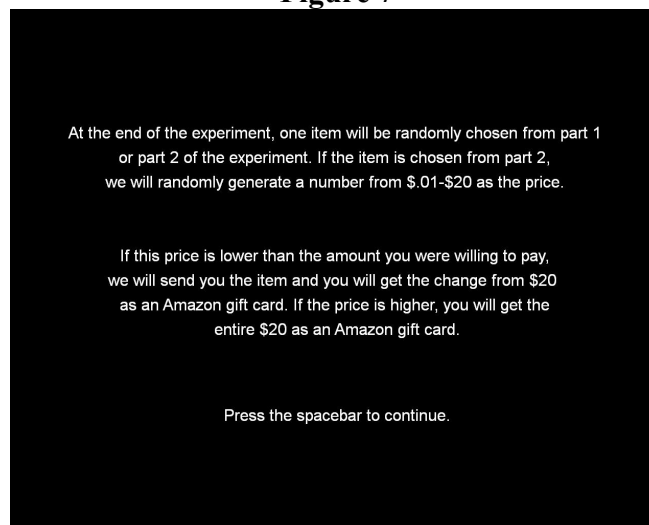 Figure 7
At the end of the experiment, one item will be randomly chosen from part 1
or part 2 of the experiment. If the item is chosen from part 2,
we will randomly generate a number from $.01-$20 as the price.
If this price is lower than the amount you were willing to pay,
we will send you the item and you will get the change from $20
as an Amazon gift card. If the price is higher, you will get the
entire $20 as an Amazon gift card.
Press the spacebar to continue.